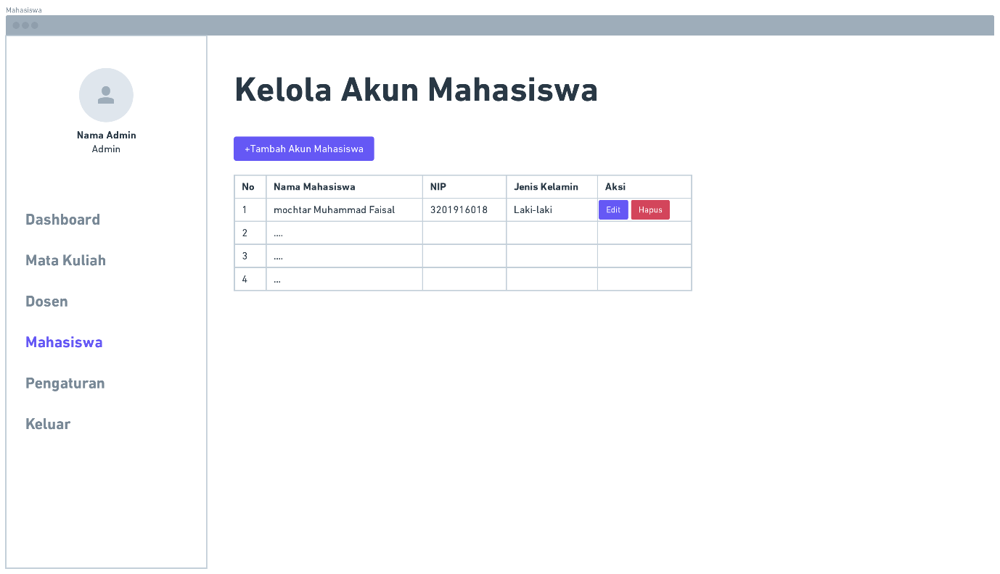 Mahasiswa
Nama Admin
Admin
Dashboard
Mata Kuliah
Dosen
Mahasiswa
Pengaturan
Keluar
Kelola Akun Mahasiswa
+Tambah Akun Mahasiswa
No Nama Mahasiswa NIP Jenis Kelamin Aksi
1 mochtar Muhammad Faisal 3201916018 Laki-laki Edit Hapus
2 ....
3 ....
4 ...